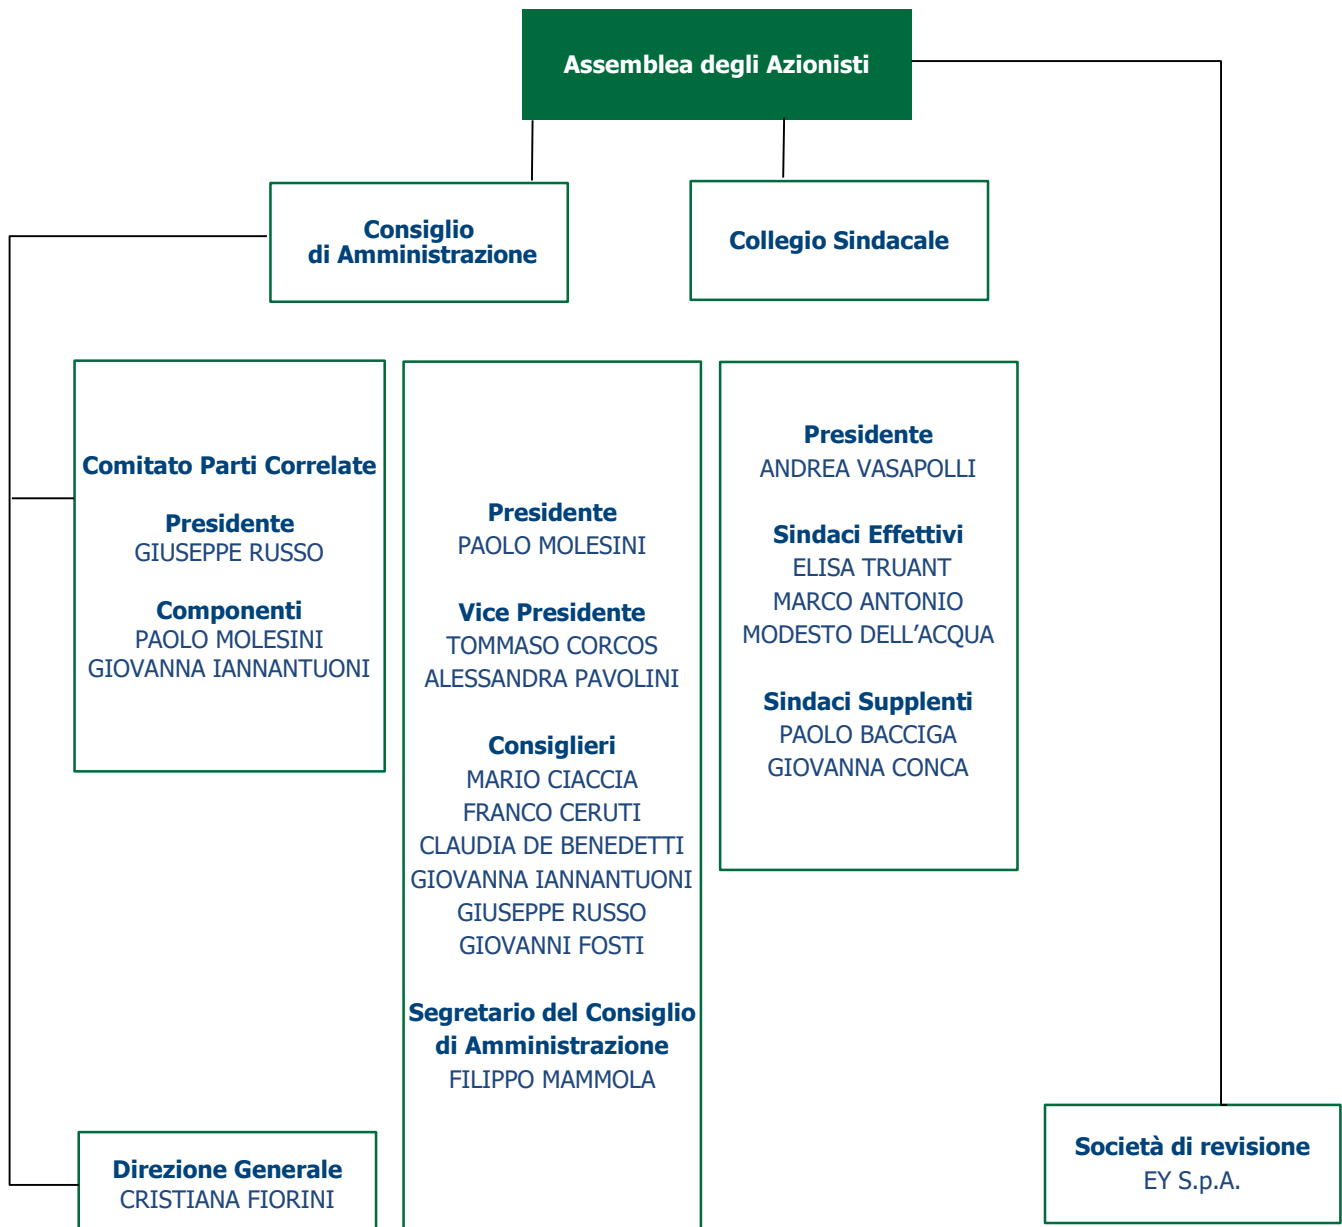 Assemblea degli Azionisti
Consiglio
di Amministrazione
Collegio Sindacale
Comitato Parti Correlate
Presidente
GIUSEPPE RUSSO
Componenti
PAOLO MOLESINI
GIOVANNA IANNANTUONI
Presidente
PAOLO MOLESINI
Vice Presidente
TOMMASO CORCOS
ALESSANDRA PAVOLINI
Consiglieri
MARIO CIACCIA
FRANCO CERUTI
CLAUDIA DE BENEDETTI
GIOVANNA IANNANTUONI
GIUSEPPE RUSSO
GIOVANNI FOSTI
Segretario del Consiglio
di Amministrazione
FILIPPO MAMMOLA
Presidente
ANDREA VASAPOLLI
Sindaci Effettivi
ELISA TRUANT
MARCO ANTONIO
MODESTO DELL’ACQUA
Sindaci Supplenti
PAOLO BACCIGA
GIOVANNA CONCA
Direzione Generale
CRISTIANA FIORINI
Società di revisione
EY S.p.A.